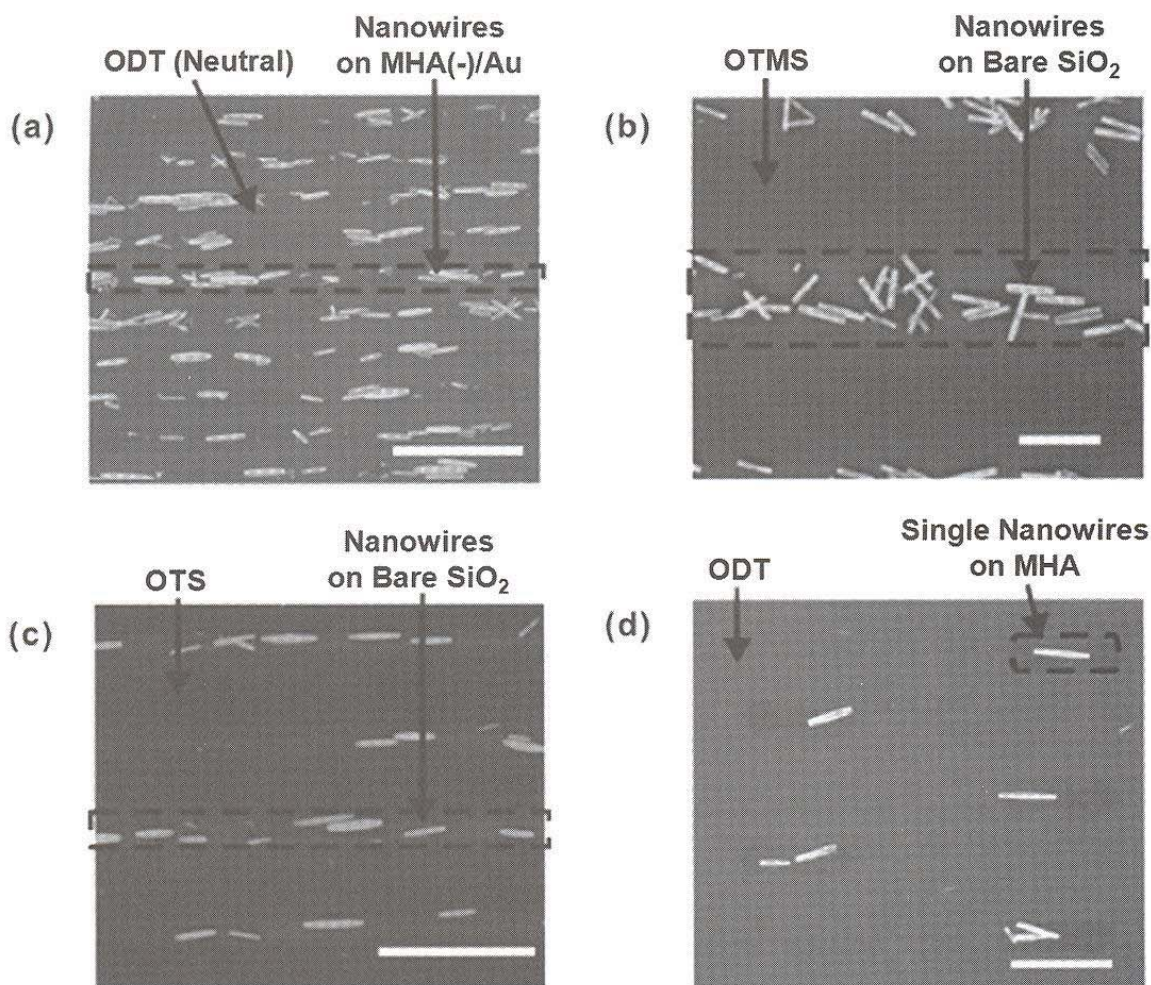 (a)
ODT (Neutral)
Nanowires
on MHA(-)/Au
(b)
OTMS
Nanowires
on Bare SiO₂
(c)
OTS
Nanowires
on Bare SiO₂
(d)
ODT
Single Nanowires
on MHA